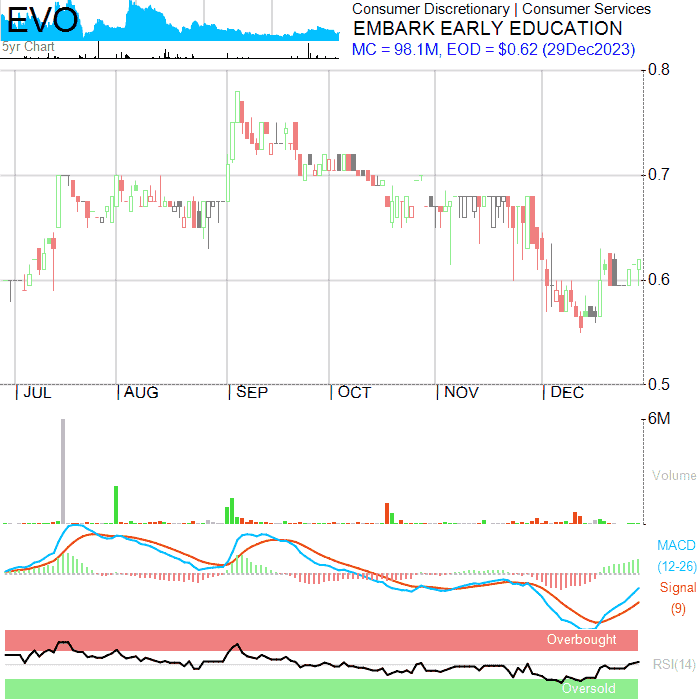 EVO
5yr Chart
Consumer Discretionary | Consumer Services
EMBARK EARLY EDUCATION
MC = 98.1M, EOD = $0.62 (29Dec2023)
0.8
0.7
0.6
0.5
JUL AUG SEP OCT NOV DEC
6M
Volume
MACD
(12-26)
Signal
(9)
Overbought
RSI(14)
Oversold